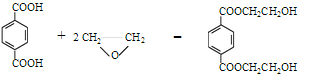 COOH
COOH
+ 2 CH₂ CH₂
O
=
COOCH₂CH₂OH
COOCH₂CH₂OH